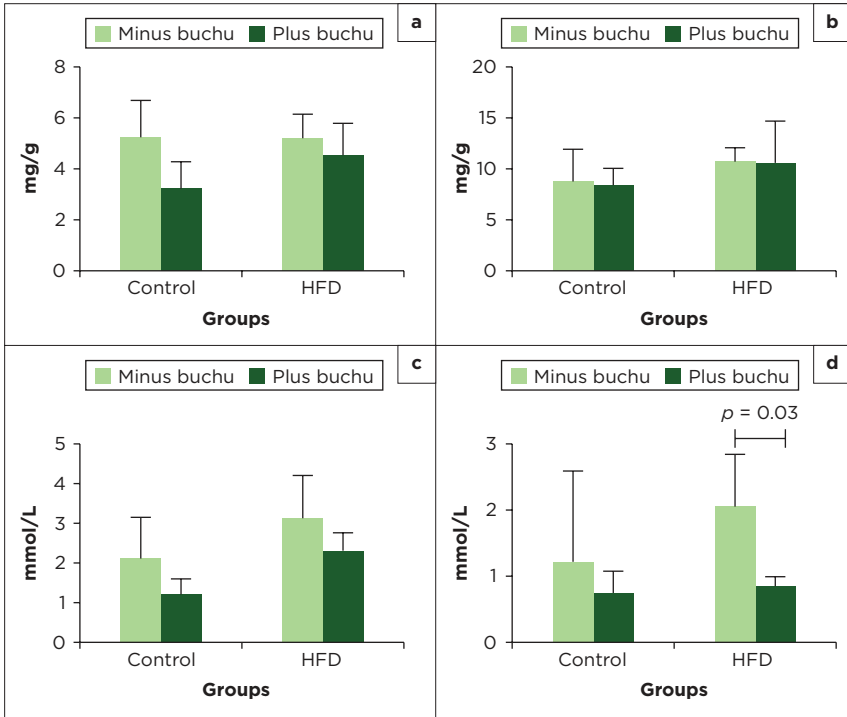 Minus buchu Plus buchu
a
8
6
4
2
0
mg/g
Control HFD
Groups
Minus buchu Plus buchu
b
20
15
10
5
0
mg/g
Control HFD
Groups
Minus buchu Plus buchu
c
5
4
3
2
1
0
mmol/L
Control HFD
Groups
Minus buchu Plus buchu
d
p = 0.03
3
2
1
0
mmol/L
Control HFD
Groups